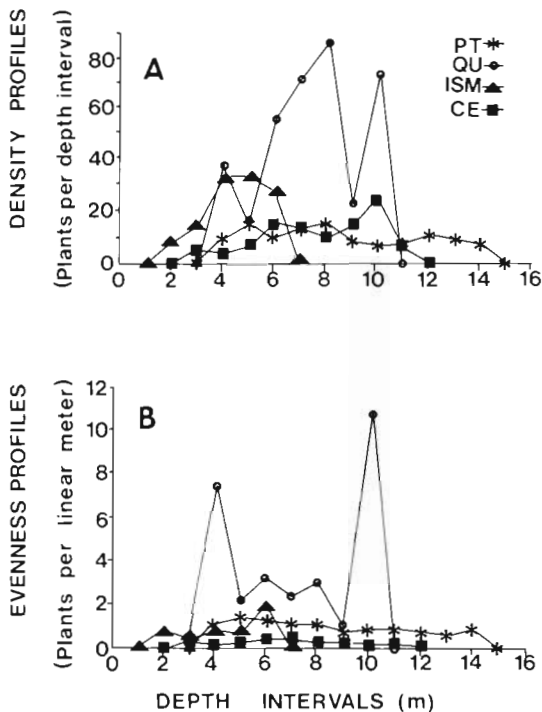 DENSITY PROFILES
(Plants per depth interval)
A
PT
QU
ISM
CE
80
60
40
20
10
0
0 2 4 6 8 10 12 14 16
EVENNESS PROFILES
(Plants per linear meter)
B
12
10
8
6
4
2
0
0 2 4 6 8 10 12 14 16
DEPTH INTERVALS (m)